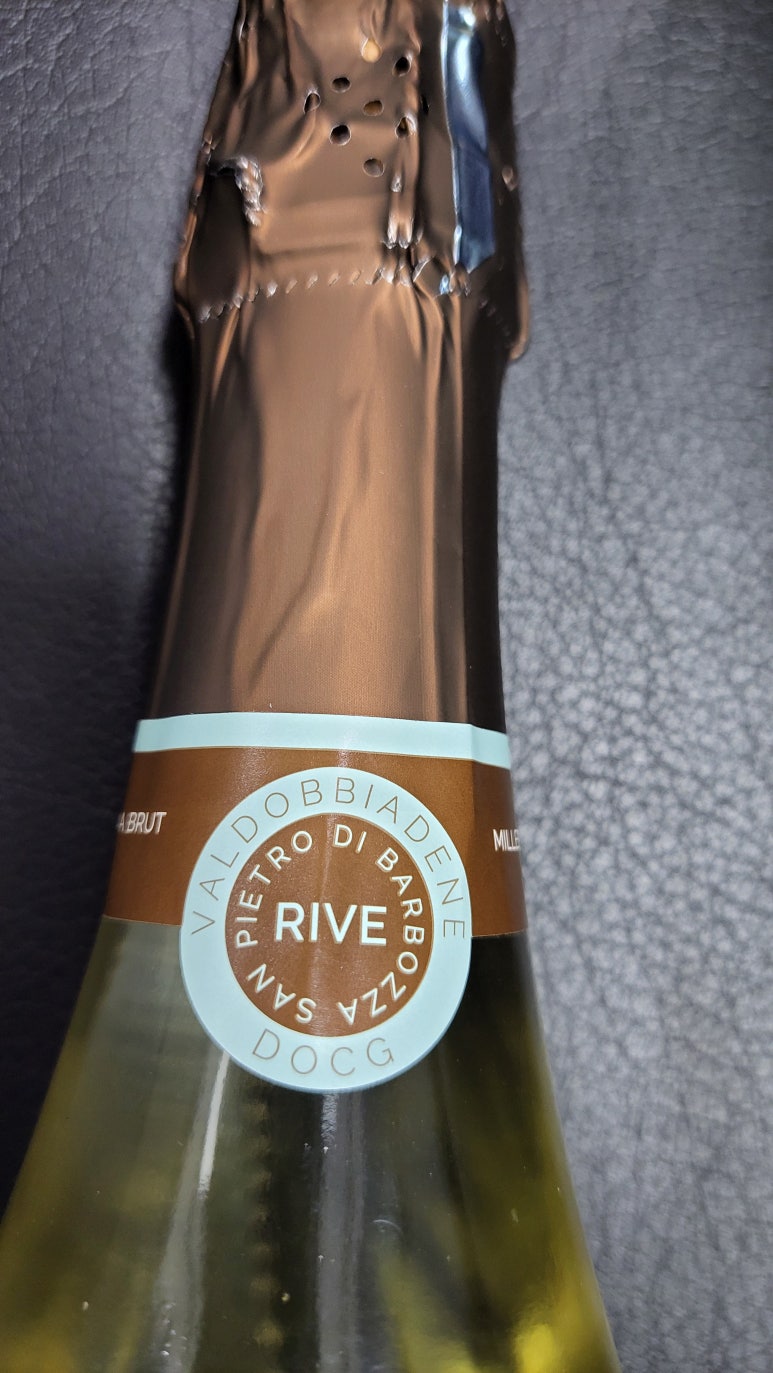 VALDOBBIADENE
SAN PIETRO DI BARBOZZA
RIVE
DOCG
BRUT